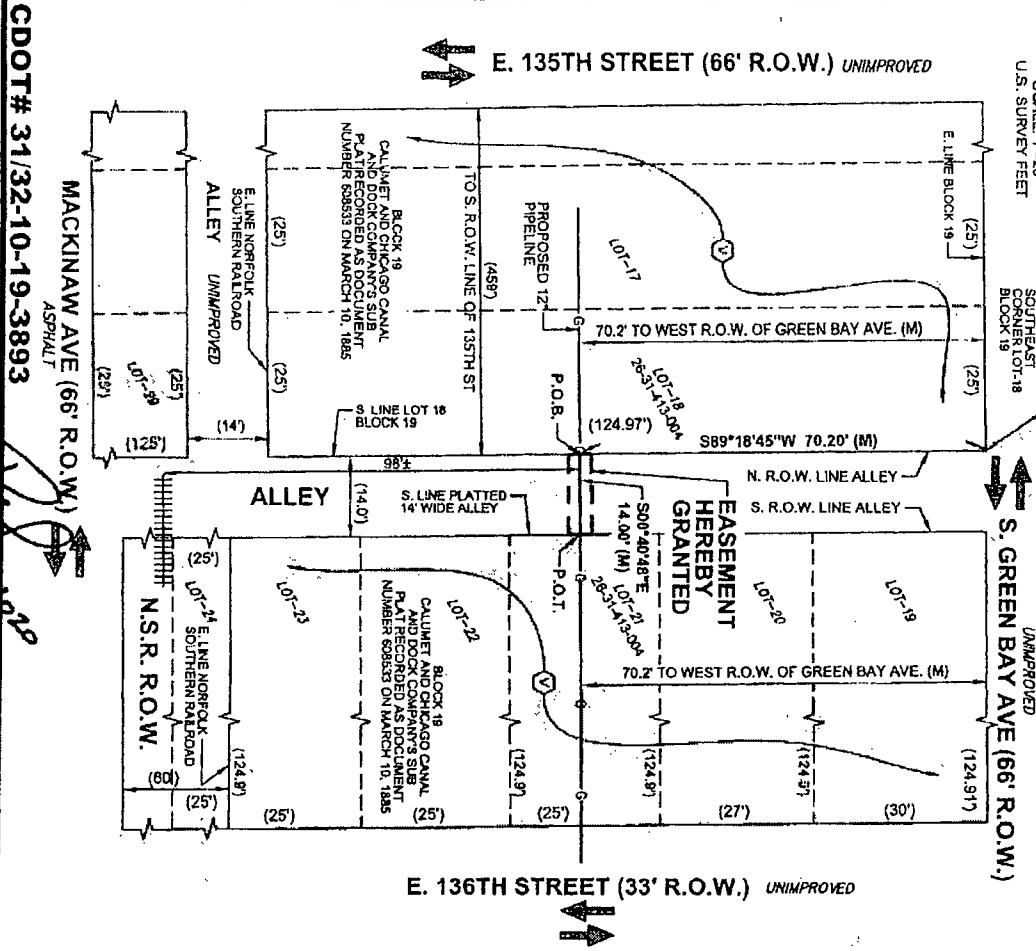 E. 135TH STREET (66' R.O.W.) UNIMPROVED
U.S. SURVEY FEET
SOUTHEAST
CORNER LOT-18
BLOCK 19
E. LINE BLOCK 19
(25')
(25')
BLOCK 19
CALUMET AND CHICAGO CANAL
AND DOCK COMPANY'S SUB
PLAT RECORDED AS DOCUMENT
NUMBER 508533 ON MARCH 10, 1885
TO S. R.O.W. LINE OF 135TH ST
(459')
PROPOSED 12"
PIPELINE
LOT-17
V
G
70.2' TO WEST R.O.W. OF GREEN BAY AVE. (M)
LOT-18
26-31-413-004
P.O.B.
(124.97')
S89°18'45"W 70.20' (M)
(25')
(25')
E. LINE NORFOLK
SOUTHERN RAILROAD
ALLEY UNIMPROVED
S LINE LOT 18
BLOCK 19
(14')
LOT-29
(25')
(25')
(125')
MACKINAW AVE (66' R.O.W.)
ASPHALT
CDOT# 31/32-10-19-3893
N. R.O.W. LINE ALLEY
S. R.O.W. LINE ALLEY
98'±
ALLEY
(14.0')
S. LINE PLATTED
14' WIDE ALLEY
S00°40'48"E
14.00' (M)
EASEMENT
HEREBY
GRANTED
P.O.T.
S. GREEN BAY AVE (66' R.O.W.)
UNIMPROVED
LOT-19
LOT-20
LOT-21
26-31-413-004
LOT-22
LOT-23
LOT-24
(25')
70.2' TO WEST R.O.W. OF GREEN BAY AVE. (M)
G
G
G
V
BLOCK 19
CALUMET AND CHICAGO CANAL
AND DOCK COMPANY'S SUB
PLAT RECORDED AS DOCUMENT
NUMBER 608533 ON MARCH 10, 1885
E. LINE NORFOLK
SOUTHERN RAILROAD
N.S.R. R.O.W.
(124.9')
(124.9')
(124.9')
(124.91')
(60')
(25')
(25')
(25')
(25')
(27')
(30')
E. 136TH STREET (33' R.O.W.) UNIMPROVED